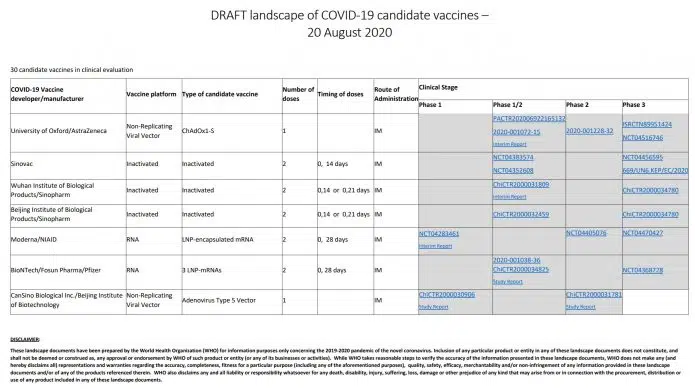 DRAFT landscape of COVID-19 candidate vaccines –
20 August 2020
30 candidate vaccines in clinical evaluation
COVID-19 Vaccine developer/manufacturer Vaccine platform Type of candidate vaccine Number of doses Timing of doses Route of Administration Clinical Stage
Phase 1 Phase 1/2 Phase 2 Phase 3
University of Oxford/AstraZeneca Non-Replicating Viral Vector ChAdOx1-S 1 IM PACTR202006922165132 2020-001072-15 Interim Report 2020-001228-32 ISRCTN89951424 NCT04516746
Sinovac Inactivated Inactivated 2 0, 14 days IM NCT04383574 NCT04352608 NCT04456595 669/UN6.KEP/EC/2020
Wuhan Institute of Biological Products/Sinopharm Inactivated Inactivated 2 0,14 or 0,21 days IM ChiCTR2000031809 Interim Report ChiCTR2000034780
Beijing Institute of Biological Products/Sinopharm Inactivated Inactivated 2 0,14 or 0,21 days IM ChiCTR2000032459 ChiCTR2000034780
Moderna/NIAID RNA LNP-encapsulated mRNA 2 0, 28 days IM NCT04283461 Interim Report NCT04405076 NCT04470427
BioNTech/Fosun Pharma/Pfizer RNA 3 LNP-mRNAs 2 0, 28 days IM 2020-001038-36 ChiCTR2000034825 Study Report NCT04368728
CanSino Biological Inc./Beijing Institute of Biotechnology Non-Replicating Viral Vector Adenovirus Type 5 Vector 1 IM ChiCTR2000030906 Study Report ChiCTR2000031781 Study Report
DISCLAIMER:
These landscape documents have been prepared by the World Health Organization (WHO) for information purposes only concerning the 2019-2020 pandemic of the novel coronavirus. Inclusion of any particular product or entity in any of these landscape documents does not constitute, and
shall not be deemed or construed as, any approval or endorsement by WHO of such product or entity (or any of its businesses or activities). While WHO takes reasonable steps to verify the accuracy of the information presented in these landscape documents, WHO does not make any (and
hereby disclaims all) representations and warranties regarding the accuracy, completeness, fitness for a particular purpose (including any of the aforementioned purposes), quality, safety, efficacy, merchantability and/or non-infringement of any information provided in these landscape
documents and/or of any of the products referenced therein. WHO also disclaims any and all liability or responsibility whatsoever for any death, disability, injury, suffering, loss, damage or other prejudice of any kind that may arise from or in connection with the procurement, distribution or
use of any product included in any of these landscape documents.